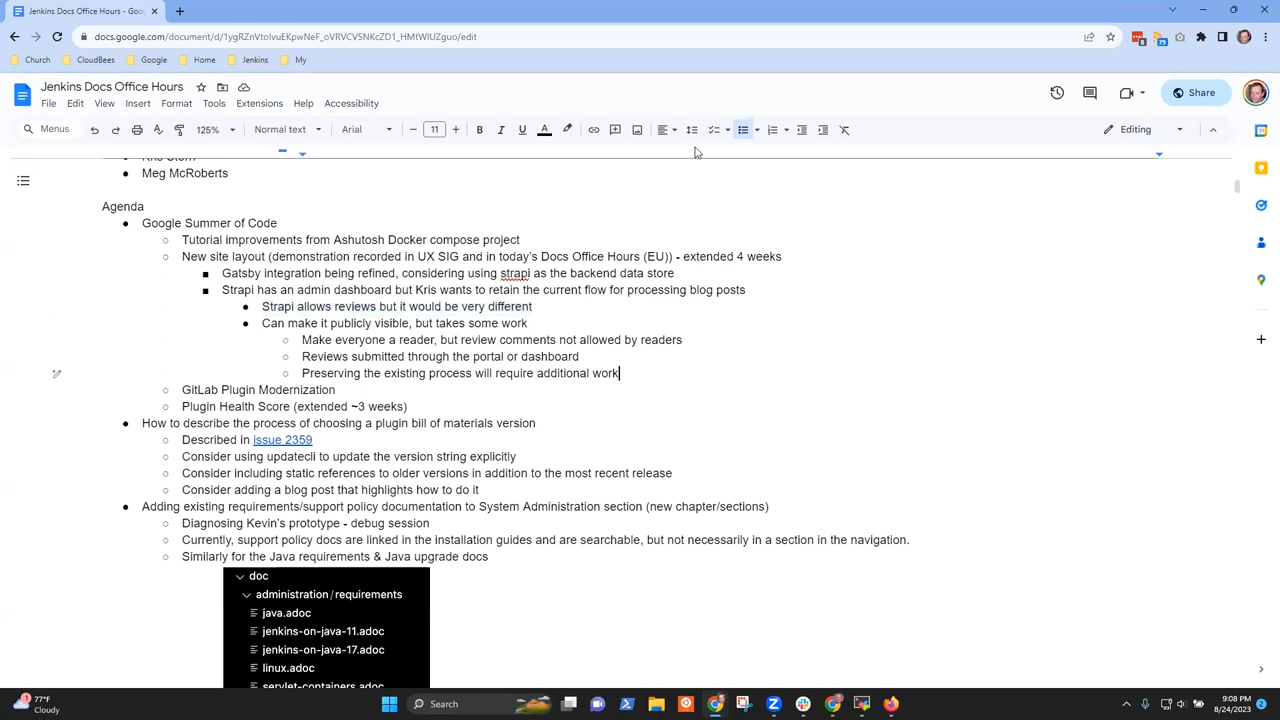 Jenkins Docs Office Hours - Goog
docs.google.com/document/d/1ygRZnVtoIvuEKpwNeF_oVRVCV5NKcZD1_HMtWlUZguo/edit
Church CloudBees Google Home Jenkins My
Jenkins Docs Office Hours
File Edit View Insert Format Tools Extensions Help Accessibility
Share
Menus 125% Normal text Arial 11 B I U A Editing
Meg McRoberts
Agenda
Google Summer of Code
Tutorial improvements from Ashutosh Docker compose project
New site layout (demonstration recorded in UX SIG and in today's Docs Office Hours (EU)) - extended 4 weeks
Gatsby integration being refined, considering using strapi as the backend data store
Strapi has an admin dashboard but Kris wants to retain the current flow for processing blog posts
Strapi allows reviews but it would be very different
Can make it publicly visible, but takes some work
Make everyone a reader, but review comments not allowed by readers
Reviews submitted through the portal or dashboard
Preserving the existing process will require additional work
GitLab Plugin Modernization
Plugin Health Score (extended ~3 weeks)
How to describe the process of choosing a plugin bill of materials version
Described in issue 2359
Consider using updatecli to update the version string explicitly
Consider including static references to older versions in addition to the most recent release
Consider adding a blog post that highlights how to do it
Adding existing requirements/support policy documentation to System Administration section (new chapter/sections)
Diagnosing Kevin's prototype - debug session
Currently, support policy docs are linked in the installation guides and are searchable, but not necessarily in a section in the navigation.
Similarly for the Java requirements & Java upgrade docs
doc
administration/requirements
java.adoc
jenkins-on-java-11.adoc
jenkins-on-java-17.adoc
linux.adoc
servlet-containers.adoc
77°F
Cloudy
Search
9:08 PM
8/24/2023